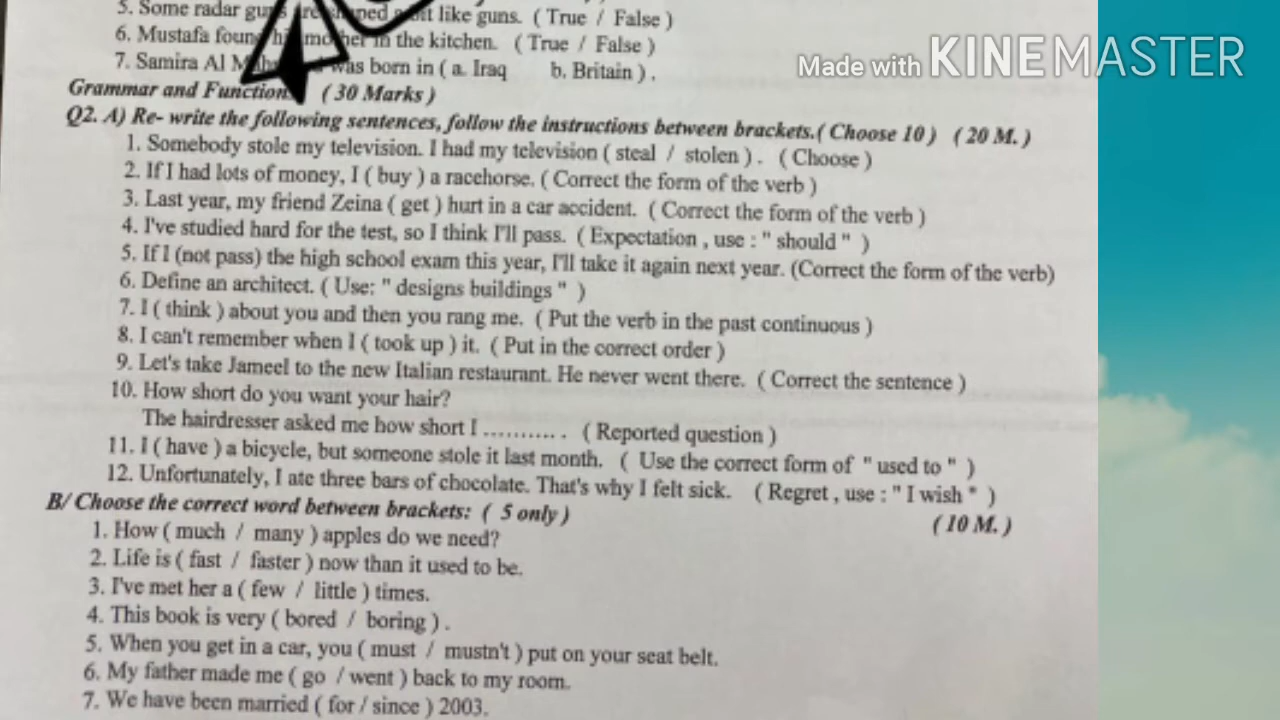 5. Some radar guns are shaped like guns. ( True / False )
6. Mustafa found his mother in the kitchen. ( True / False )
7. Samira Al was born in ( a. Iraq b. Britain ) .
Made with KINEMASTER
Grammar and Function ( 30 Marks )
Q2. A) Re- write the following sentences, follow the instructions between brackets.( Choose 10 ) ( 20 M. )
1. Somebody stole my television. I had my television ( steal / stolen ) . ( Choose )
2. If I had lots of money, I ( buy ) a racehorse. ( Correct the form of the verb )
3. Last year, my friend Zeina ( get ) hurt in a car accident. ( Correct the form of the verb )
4. I've studied hard for the test, so I think I'll pass. ( Expectation , use : " should " )
5. If I (not pass) the high school exam this year, I'll take it again next year. (Correct the form of the verb)
6. Define an architect. ( Use: " designs buildings " )
7. I ( think ) about you and then you rang me. ( Put the verb in the past continuous )
8. I can't remember when I ( took up ) it. ( Put in the correct order )
9. Let's take Jameel to the new Italian restaurant. He never went there. ( Correct the sentence )
10. How short do you want your hair?
The hairdresser asked me how short I ........... . ( Reported question )
11. I ( have ) a bicycle, but someone stole it last month. ( Use the correct form of " used to " )
12. Unfortunately, I ate three bars of chocolate. That's why I felt sick. ( Regret , use : " I wish " )
B/ Choose the correct word between brackets: ( 5 only ) ( 10 M. )
1. How ( much / many ) apples do we need?
2. Life is ( fast / faster ) now than it used to be.
3. I've met her a ( few / little ) times.
4. This book is very ( bored / boring ) .
5. When you get in a car, you ( must / mustn't ) put on your seat belt.
6. My father made me ( go / went ) back to my room.
7. We have been married ( for / since ) 2003.